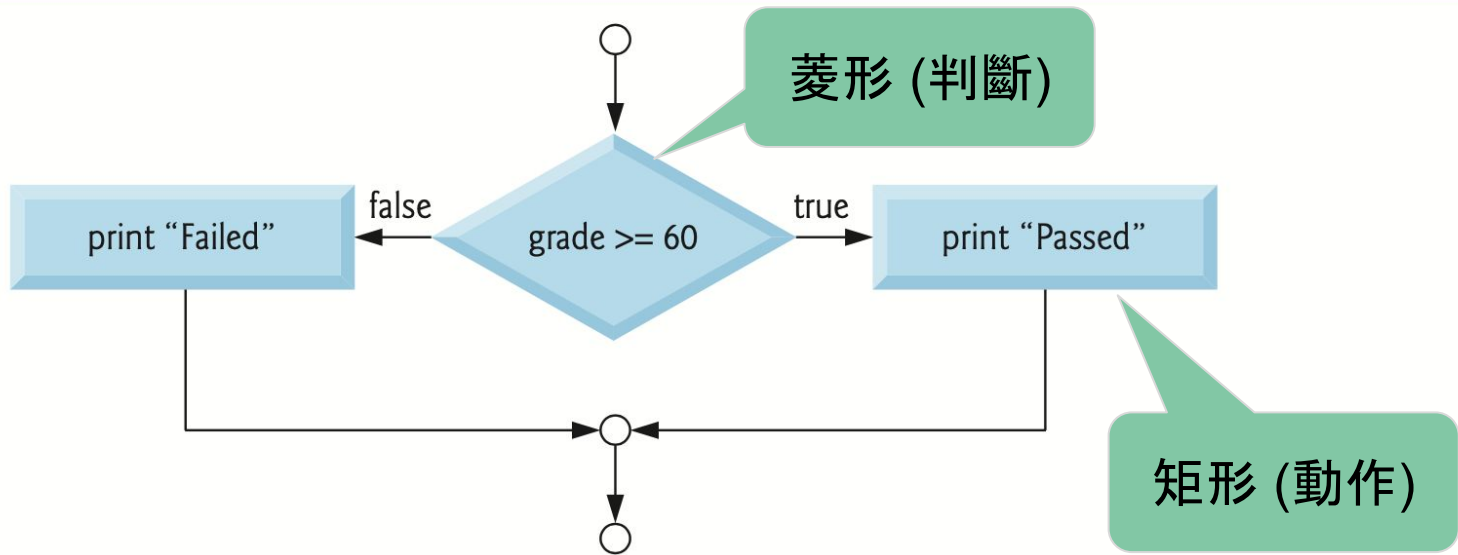 菱形 (判斷)
false
true
print “Failed”
grade >= 60
print “Passed”
矩形 (動作)